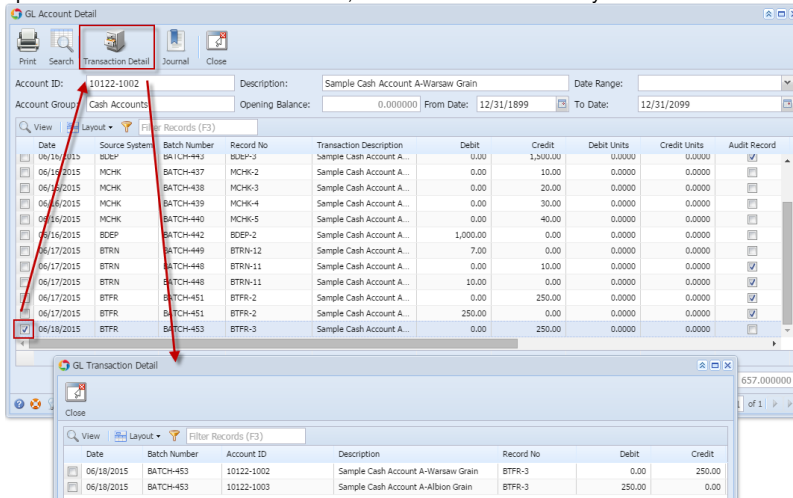 GL Account Detail
Print Search Transaction Detail Journal Close
Account ID: 10122-1002 Description: Sample Cash Account A-Warsaw Grain Date Range:
Account Group: Cash Accounts Opening Balance: 0.000000 From Date: 12/31/1899 To Date: 12/31/2099
View Layout Filter Records (F3)
Date Source System Batch Number Record No Transaction Description Debit Credit Debit Units Credit Units Audit Record
06/16/2015 BDEP BATCH-443 BDEP-3 Sample Cash Account A... 0.00 1,500.00 0.0000 0.0000
06/16/2015 MCHK BATCH-437 MCHK-2 Sample Cash Account A... 0.00 10.00 0.0000 0.0000
06/16/2015 MCHK BATCH-438 MCHK-3 Sample Cash Account A... 0.00 20.00 0.0000 0.0000
06/16/2015 MCHK BATCH-439 MCHK-4 Sample Cash Account A... 0.00 30.00 0.0000 0.0000
06/16/2015 MCHK BATCH-440 MCHK-5 Sample Cash Account A... 0.00 40.00 0.0000 0.0000
06/16/2015 BDEP BATCH-442 BDEP-2 Sample Cash Account A... 1,000.00 0.00 0.0000 0.0000
06/17/2015 BTRN BATCH-449 BTRN-12 Sample Cash Account A... 7.00 0.00 0.0000 0.0000
06/17/2015 BTRN BATCH-448 BTRN-11 Sample Cash Account A... 0.00 10.00 0.0000 0.0000
06/17/2015 BTRN BATCH-448 BTRN-11 Sample Cash Account A... 10.00 0.00 0.0000 0.0000
06/17/2015 BTFR BATCH-451 BTFR-2 Sample Cash Account A... 0.00 250.00 0.0000 0.0000
06/17/2015 BTFR BATCH-451 BTFR-2 Sample Cash Account A... 250.00 0.00 0.0000 0.0000
06/18/2015 BTFR BATCH-453 BTFR-3 Sample Cash Account A... 0.00 250.00 0.0000 0.0000
657.000000
of 1
GL Transaction Detail
Close
View Layout Filter Records (F3)
Date Batch Number Account ID Description Record No Debit Credit
06/18/2015 BATCH-453 10122-1002 Sample Cash Account A-Warsaw Grain BTFR-3 0.00 250.00
06/18/2015 BATCH-453 10122-1003 Sample Cash Account A-Albion Grain BTFR-3 250.00 0.00